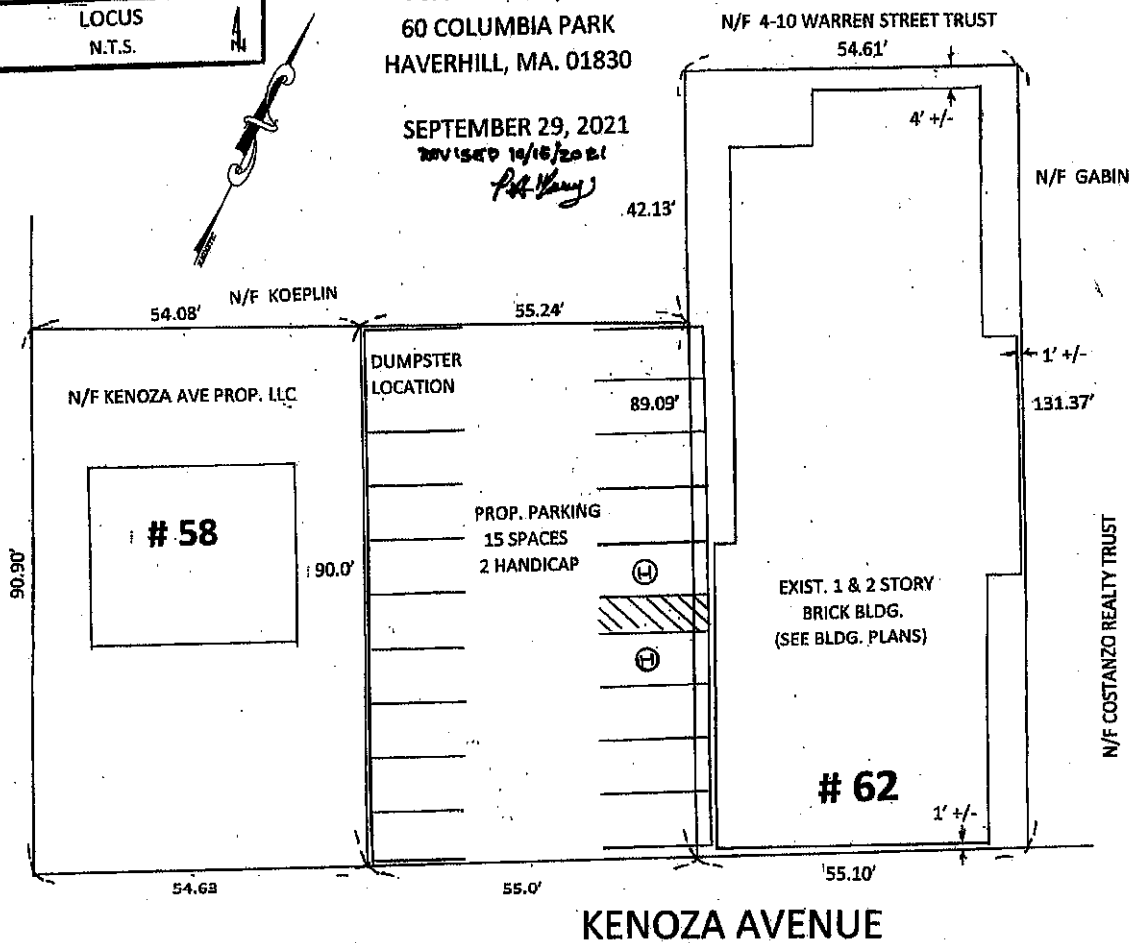 LOCUS
N.T.S.
60 COLUMBIA PARK
HAVERHILL, MA. 01830
SEPTEMBER 29, 2021
REVISED 10/15/2021
N/F 4-10 WARREN STREET TRUST
54.61'
4' +/-
N/F GABIN
42.13'
N/F KOEPLIN
54.08'
55.24'
1' +/-
131.37'
N/F KENOZA AVE PROP. LLC
DUMPSTER
LOCATION
89.09'
# 58
90.90'
90.0'
PROP. PARKING
15 SPACES
2 HANDICAP
H
H
EXIST. 1 & 2 STORY
BRICK BLDG.
(SEE BLDG. PLANS)
N/F COSTANZO REALTY TRUST
# 62
1' +/-
54.63
55.0'
55.10'
KENOZA AVENUE